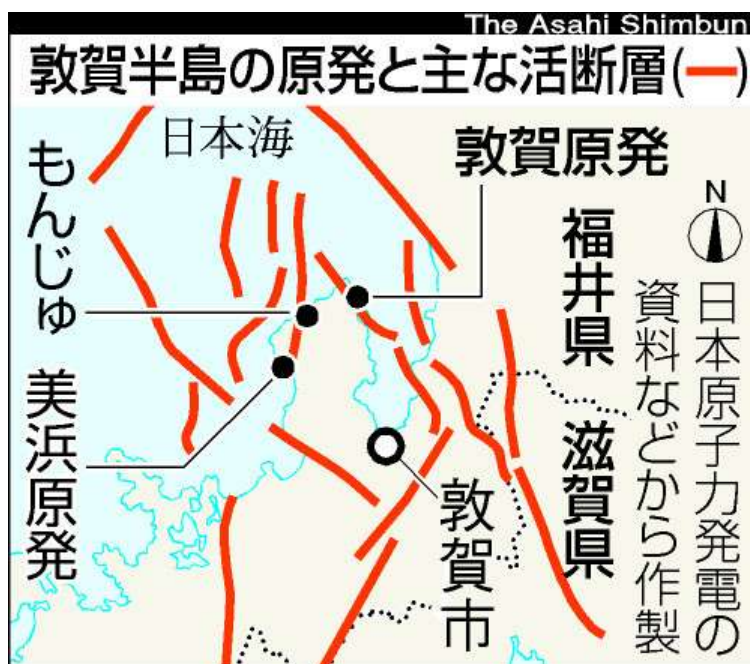 The Asahi Shimbun
敦賀半島の原発と主な活断層(━)
日本海
敦賀原発
もんじゅ
美浜原発
敦賀市
福井県
滋賀県
N
日本原子力発電の
資料などから作製